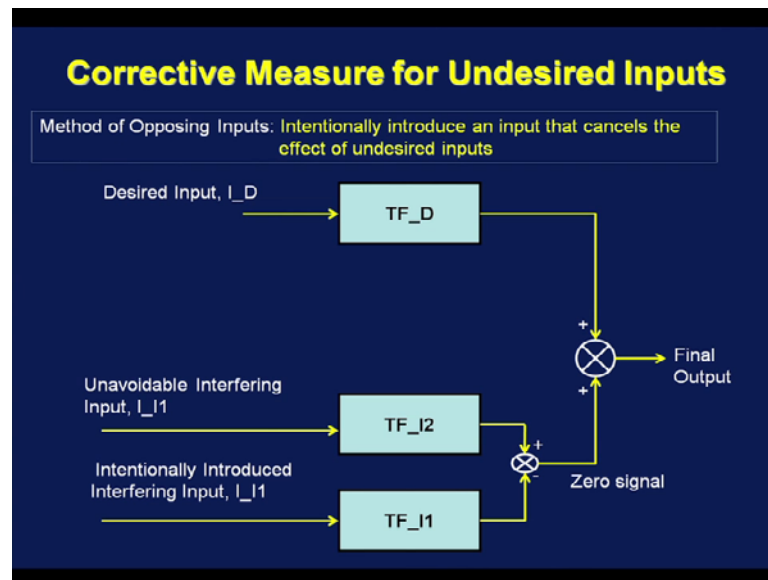 Corrective Measure for Undesired Inputs
Method of Opposing Inputs: Intentionally introduce an input that cancels the
effect of undesired inputs
Desired Input, I_D
TF_D
+
+
Final
Output
Unavoidable Interfering
Input, I_I1
TF_I2
+
-
Zero signal
Intentionally Introduced
Interfering Input, I_I1
TF_I1